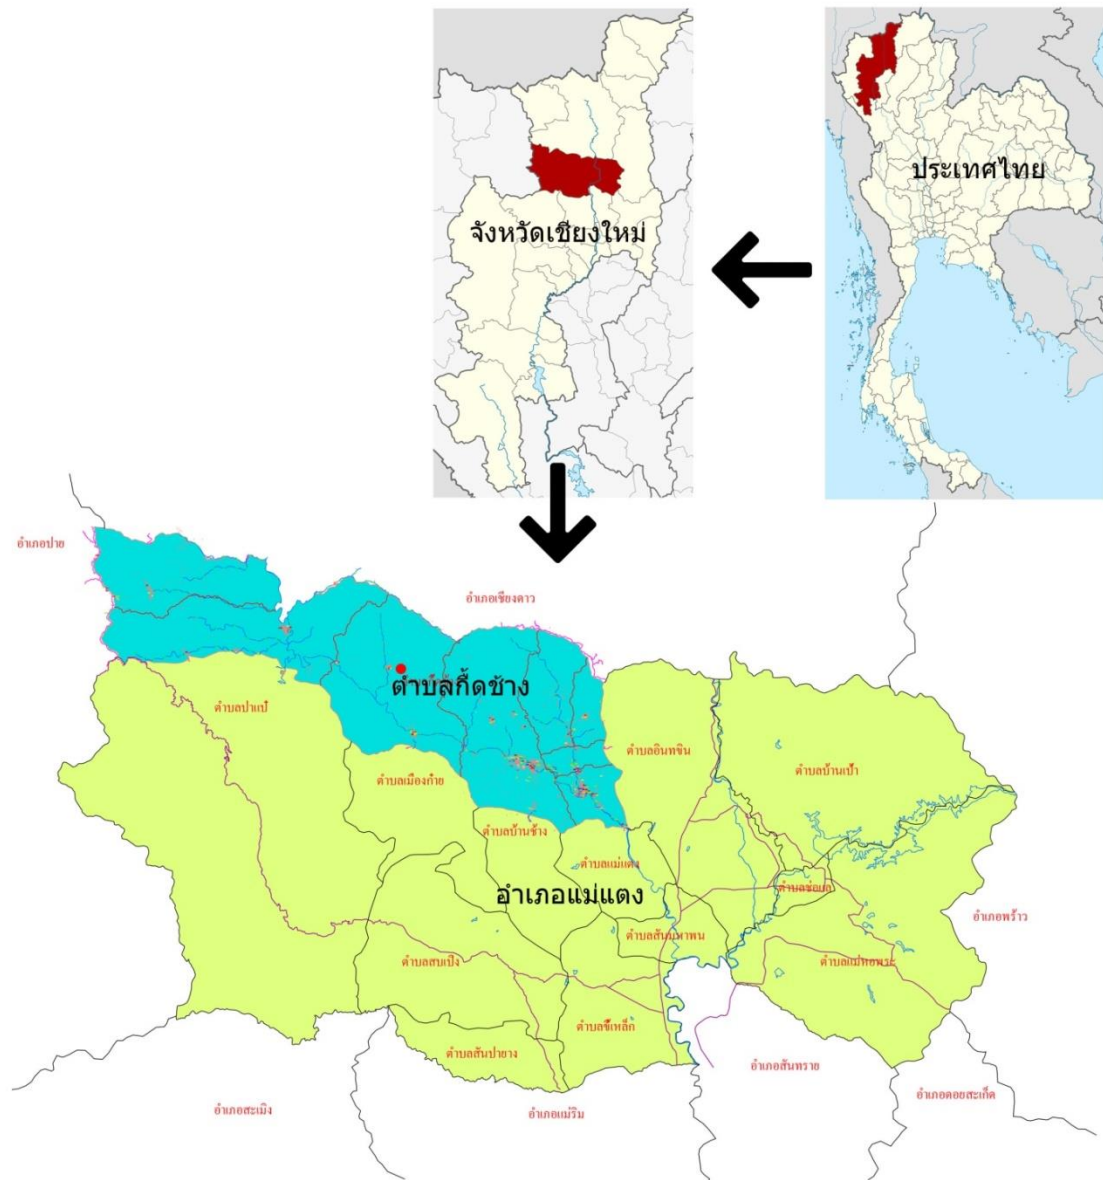 ประเทศไทย
จังหวัดเชียงใหม่
อำเภอปาย
อำเภอเชียงดาว
ตำบลกื้ดช้าง
ตำบลป่าแป๋
ตำบลอินทขิล
ตำบลบ้านเป้า
ตำบลเมืองก๋าย
ตำบลบ้านช้าง
ตำบลแม่แตง
ตำบลช่อแล
อำเภอแม่แตง
อำเภอพร้าว
ตำบลสันมหาพน
ตำบลสบเปิง
ตำบลแม่หอพระ
ตำบลขี้เหล็ก
ตำบลสันป่ายาง
อำเภอสันทราย
อำเภอสะเมิง
อำเภอแม่ริม
อำเภอดอยสะเก็ด